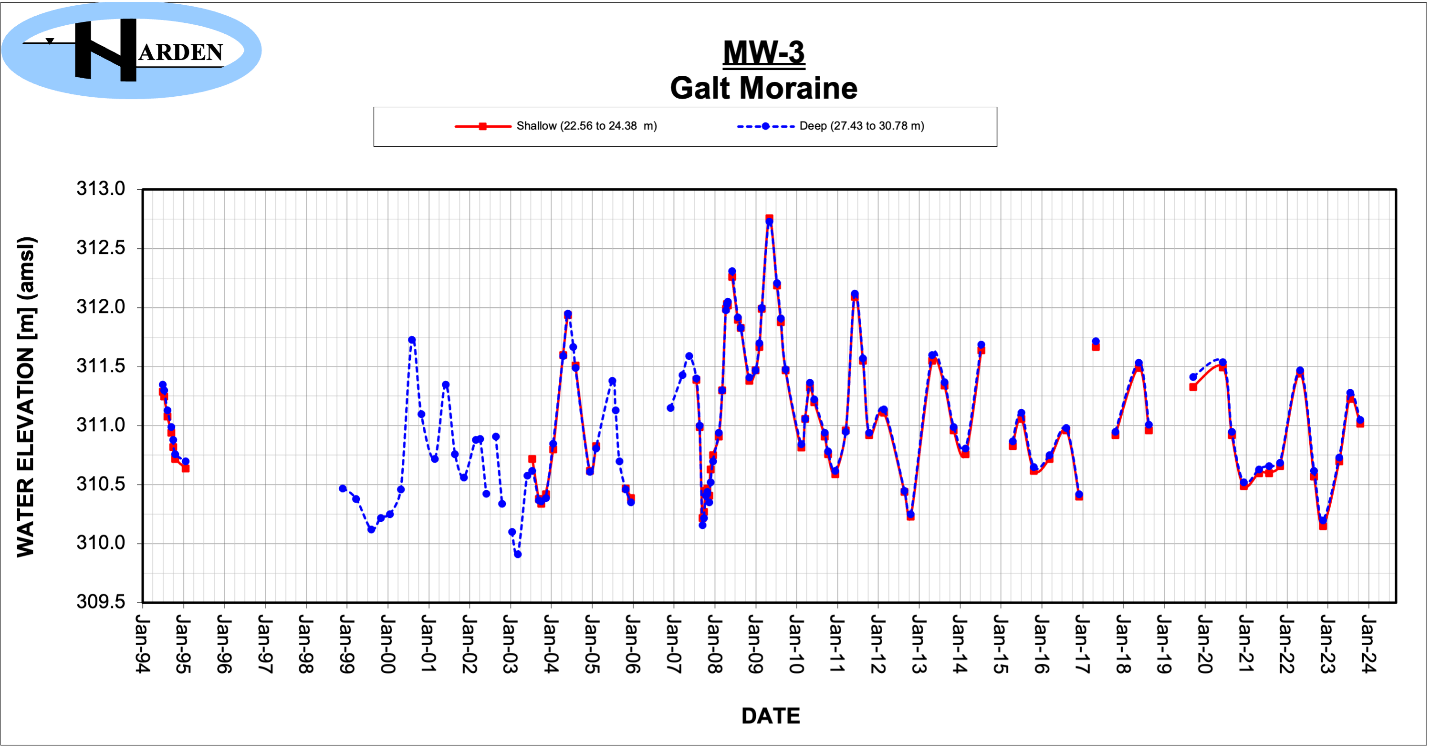 HARDEN
MW-3
Galt Moraine
Shallow (22.56 to 24.38  m)
Deep (27.43 to 30.78 m)
WATER ELEVATION [m] (amsl)
313.0
312.5
312.0
311.5
311.0
310.5
310.0
309.5
Jan-94
Jan-95
Jan-96
Jan-97
Jan-98
Jan-99
Jan-00
Jan-01
Jan-02
Jan-03
Jan-04
Jan-05
Jan-06
Jan-07
Jan-08
Jan-09
Jan-10
Jan-11
Jan-12
Jan-13
Jan-14
Jan-15
Jan-16
Jan-17
Jan-18
Jan-19
Jan-20
Jan-21
Jan-22
Jan-23
Jan-24
DATE